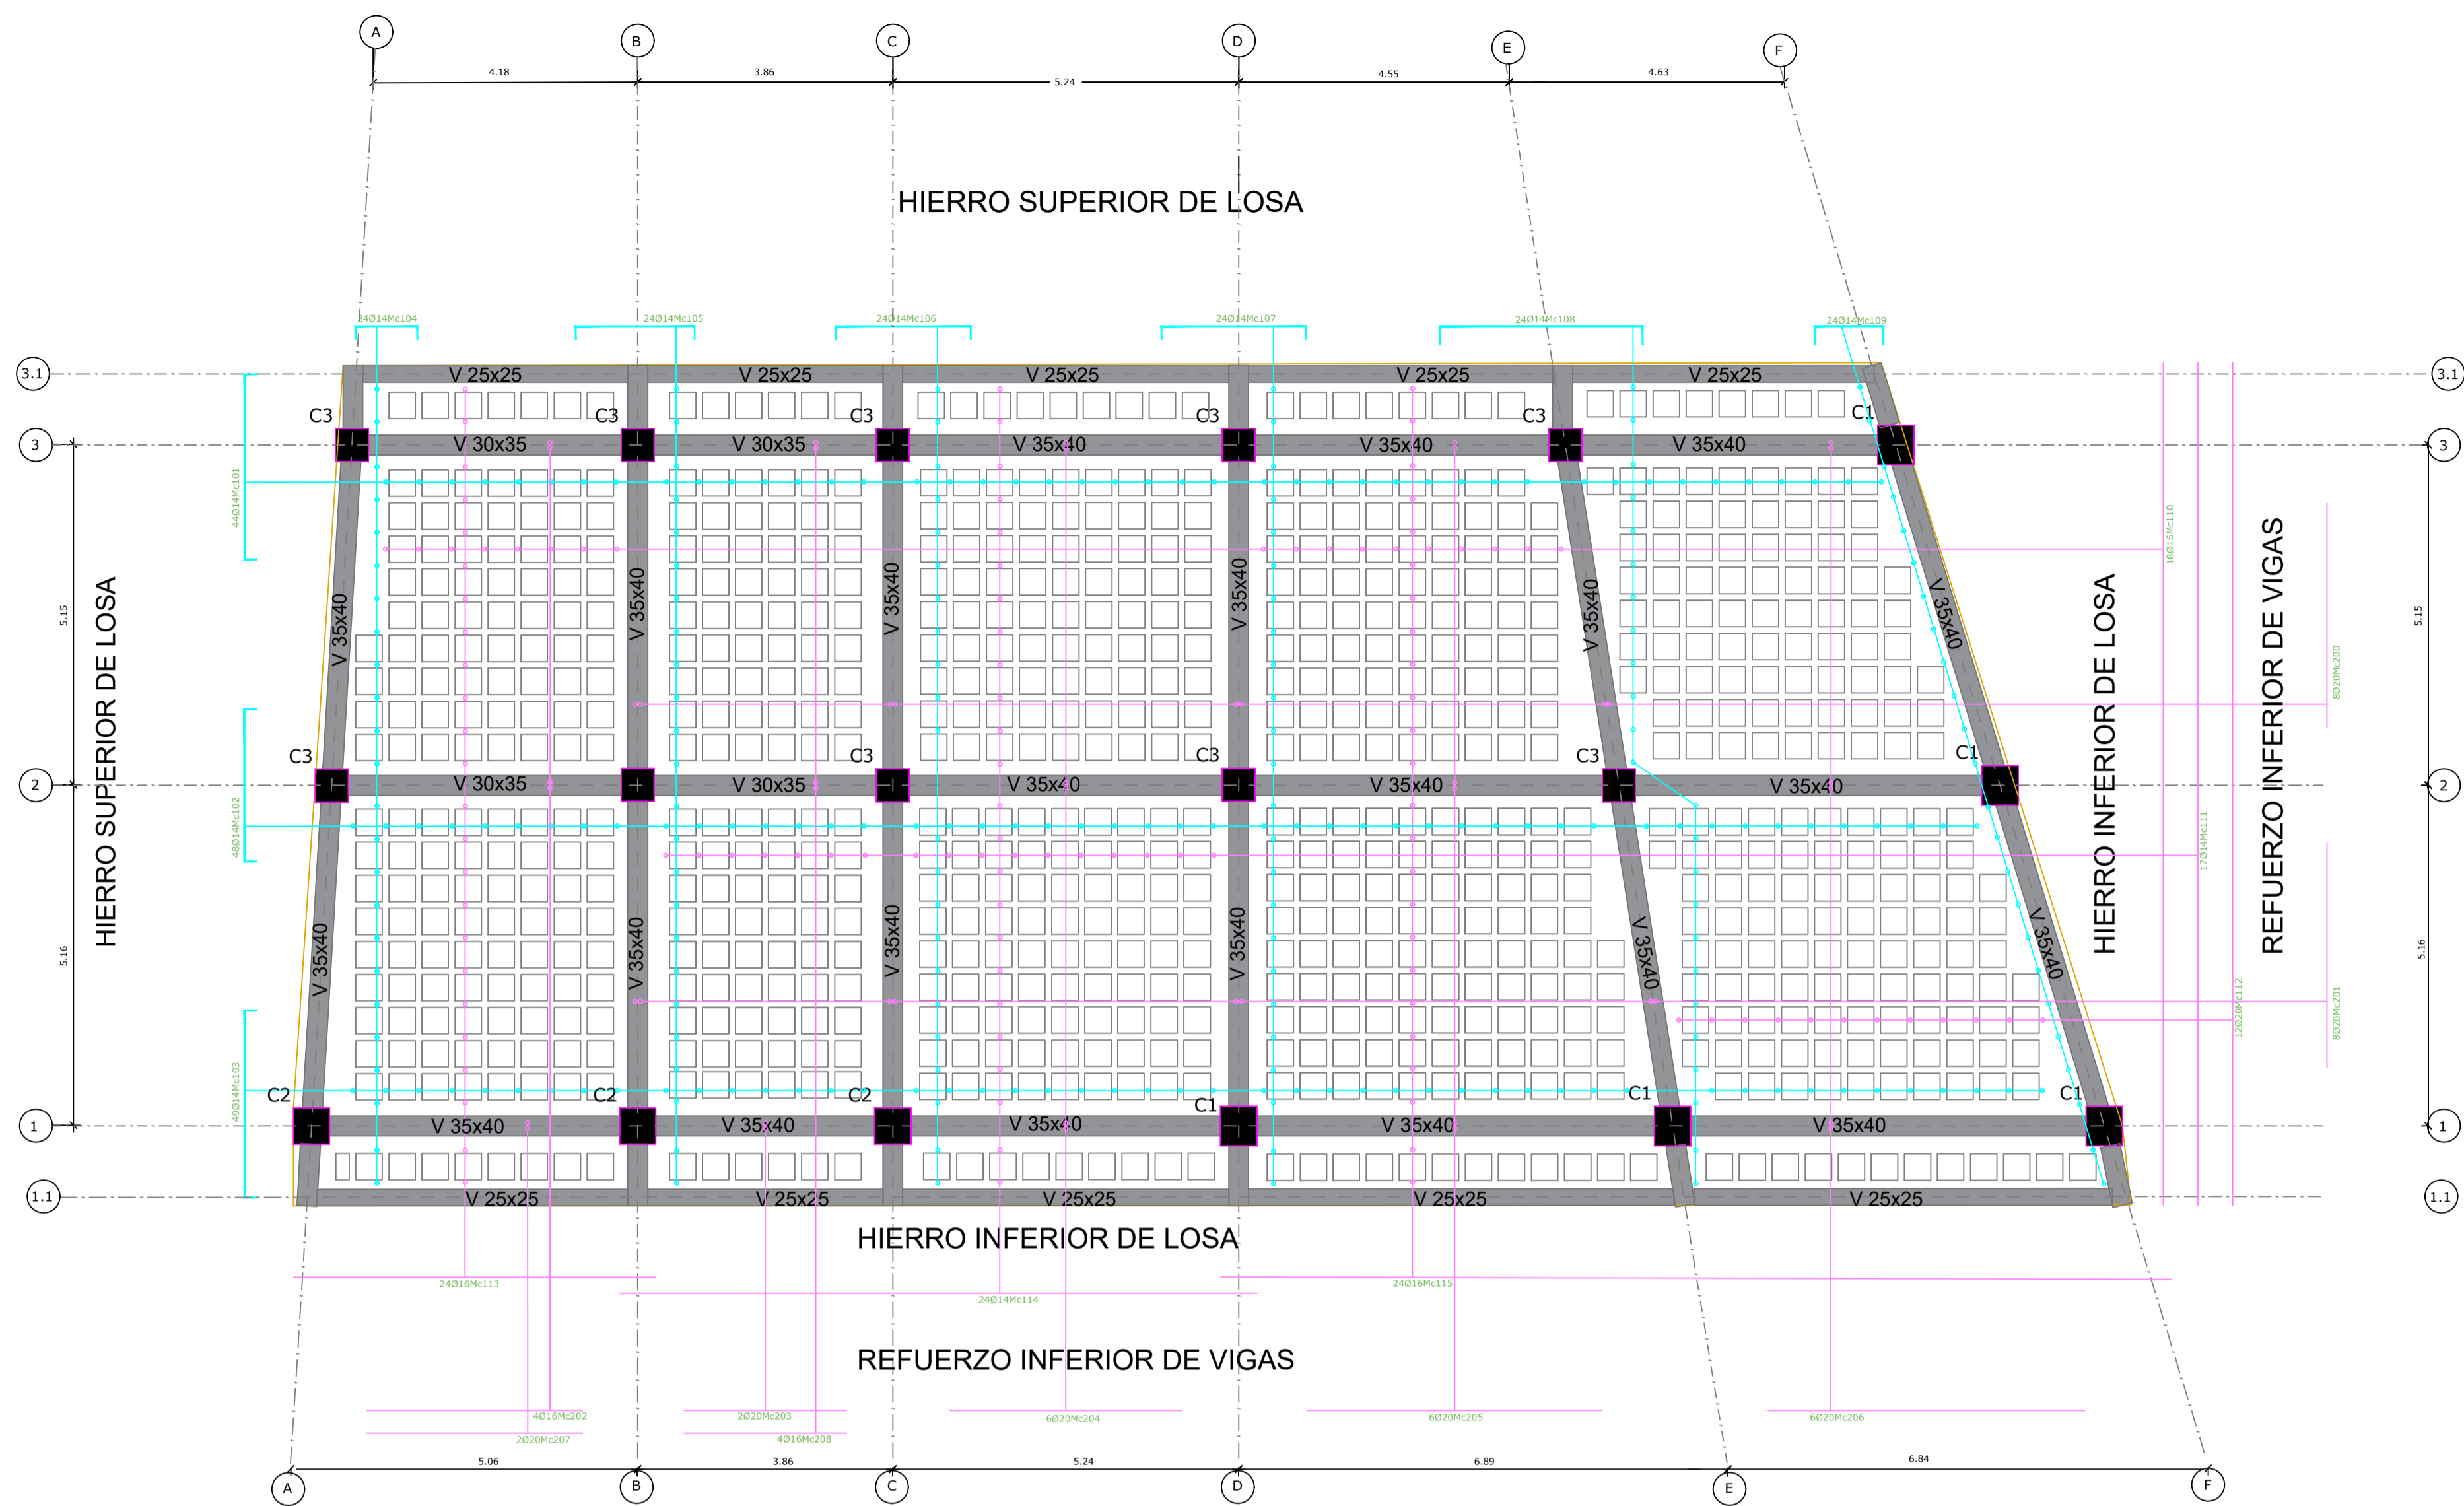 A
B
C
D
E
F
4.18
3.86
5.24
4.55
4.63
HIERRO SUPERIOR DE LOSA
24Ø14Mc104
24Ø14Mc105
24Ø14Mc106
24Ø14Mc107
24Ø14Mc108
24Ø14Mc109
3.1
V 25x25
V 25x25
V 25x25
V 25x25
V 25x25
3.1
C3
C3
C3
C3
C3
C1
3
V 30x35
V 30x35
V 35x40
V 35x40
V 35x40
3
44Ø14Mc101
18Ø16Mc110
5.15
HIERRO SUPERIOR DE LOSA
V 35x40
V 35x40
V 35x40
V 35x40
V 35x40
V 35x40
HIERRO INFERIOR DE LOSA
REFUERZO INFERIOR DE VIGAS
8Ø20Mc200
5.15
C3
C3
C3
C3
C1
2
V 30x35
V 30x35
V 35x40
V 35x40
V 35x40
2
48Ø14Mc102
17Ø14Mc111
5.16
V 35x40
V 35x40
V 35x40
V 35x40
V 35x40
V 35x40
5.16
12Ø20Mc112
8Ø20Mc201
49Ø14Mc103
C2
C2
C2
C1
C1
C1
1
V 35x40
V 35x40
V 35x40
V 35x40
V 35x40
1
1.1
V 25x25
V 25x25
V 25x25
V 25x25
V 25x25
1.1
HIERRO INFERIOR DE LOSA
24Ø16Mc113
24Ø14Mc114
24Ø16Mc115
REFUERZO INFERIOR DE VIGAS
4Ø16Mc202
2Ø20Mc203
6Ø20Mc204
6Ø20Mc205
6Ø20Mc206
2Ø20Mc207
4Ø16Mc208
5.06
3.86
5.24
6.89
6.84
A
B
C
D
E
F